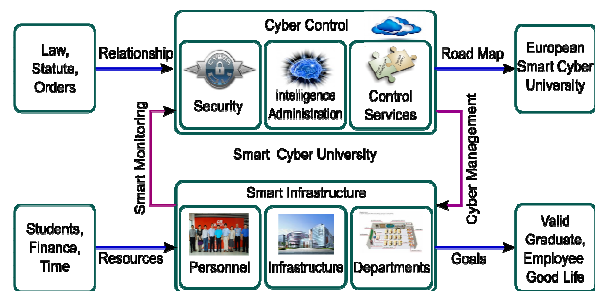 Cyber Control
Law,
Statute,
Orders
Relationship
Security
Intelligence
Administration
Control
Services
Road Map
European
Smart Cyber
University
Smart Monitoring
Smart Cyber University
Cyber Management
Smart Infrastructure
Students,
Finance,
Time
Resources
Personnel
Infrastructure
Departments
Goals
Valid
Graduate,
Employee
Good Life